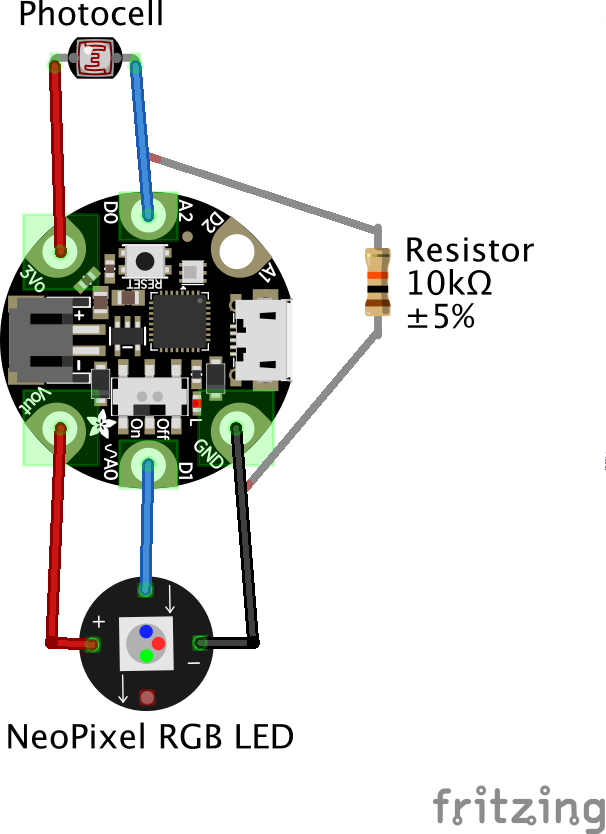 Photocell
D0
A2
D2
A1
3Vo
RESET
Resistor
10kΩ
±5%
+
-
Vout
On
Off
L
GND
~A0
D1
+
−
NeoPixel RGB LED
fritzing